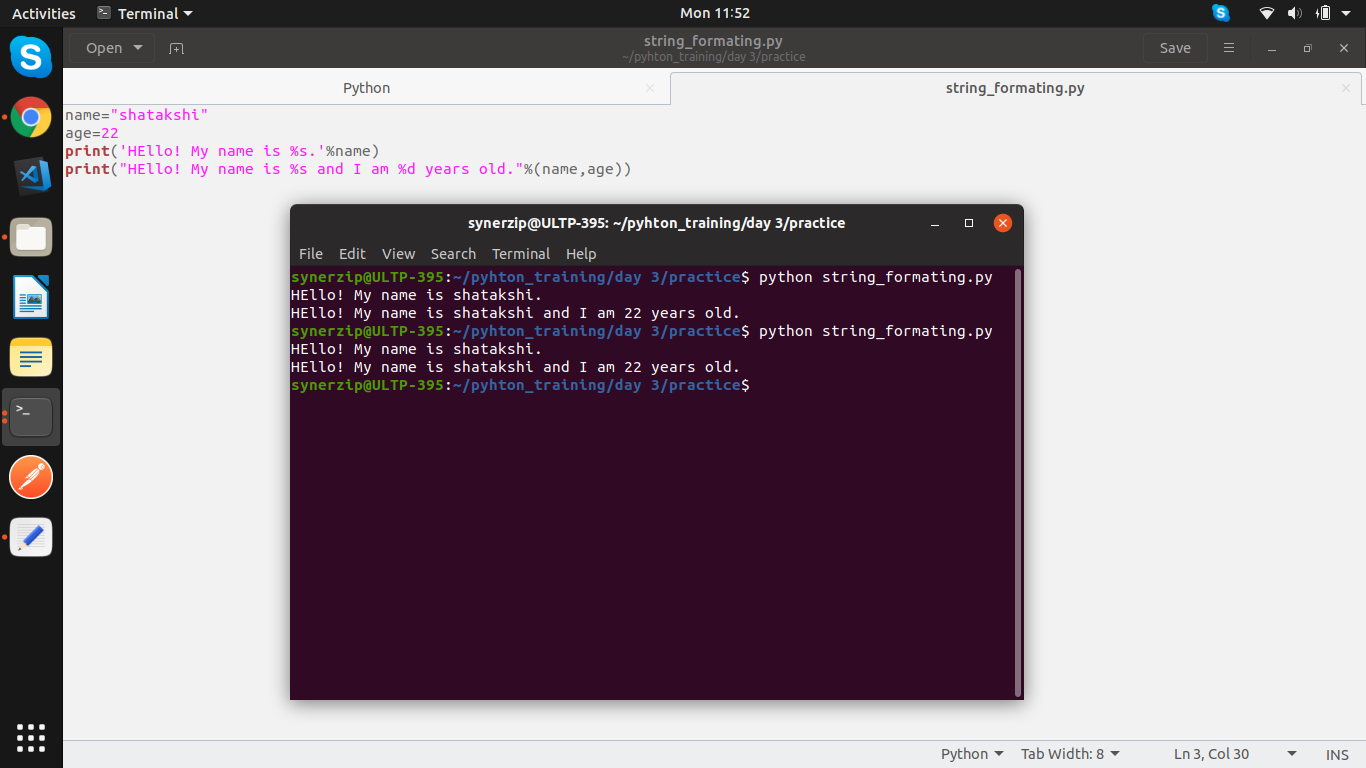 Activities
Terminal
Mon 11:52
Open
string_formating.py
~/pyhton_training/day 3/practice
Save
Python
string_formating.py
name="shatakshi"
age=22
print('HEllo! My name is %s.'%name)
print("HEllo! My name is %s and I am %d years old."%(name,age))
synerzip@ULTP-395: ~/pyhton_training/day 3/practice
File Edit View Search Terminal Help
synerzip@ULTP-395:~/pyhton_training/day 3/practice$ python string_formating.py
HEllo! My name is shatakshi.
HEllo! My name is shatakshi and I am 22 years old.
synerzip@ULTP-395:~/pyhton_training/day 3/practice$ python string_formating.py
HEllo! My name is shatakshi.
HEllo! My name is shatakshi and I am 22 years old.
synerzip@ULTP-395:~/pyhton_training/day 3/practice$
Python
Tab Width: 8
Ln 3, Col 30
INS